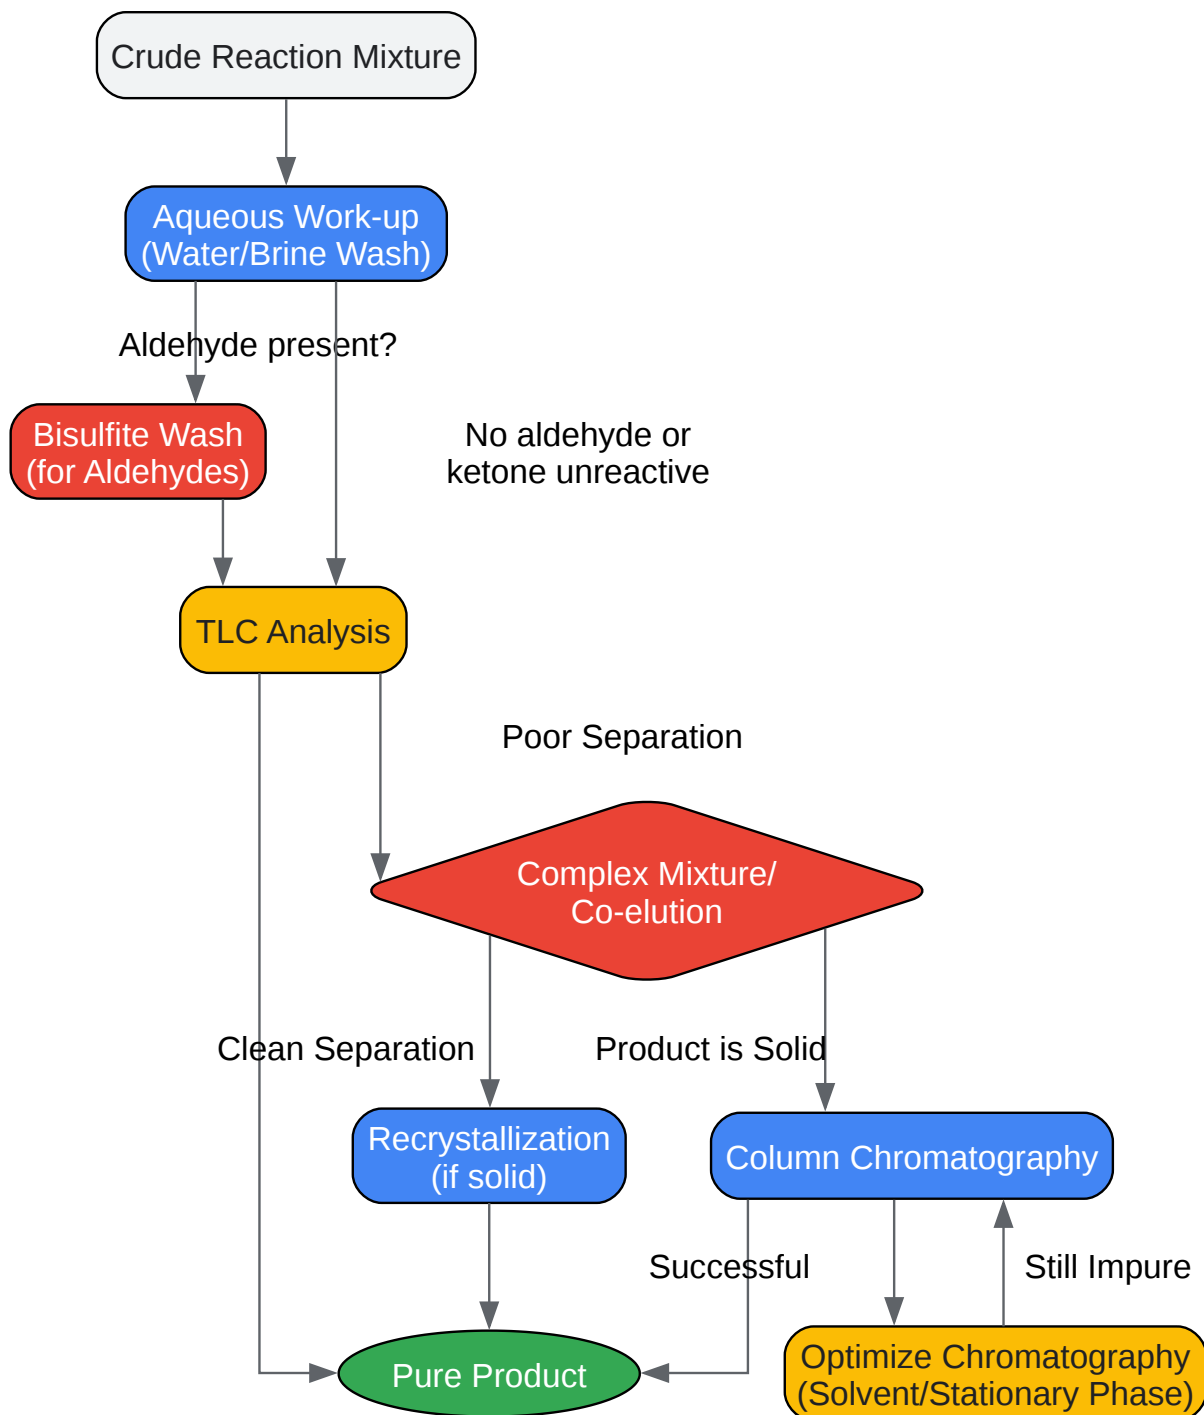 Crude Reaction Mixture
Aqueous Work-up
(Water/Brine Wash)
Aldehyde present?
Bisulfite Wash
(for Aldehydes)
No aldehyde or
ketone unreactive
TLC Analysis
Poor Separation
Complex Mixture/
Co-elution
Clean Separation
Product is Solid
Recrystallization
(if solid)
Column Chromatography
Successful
Still Impure
Pure Product
Optimize Chromatography
(Solvent/Stationary Phase)